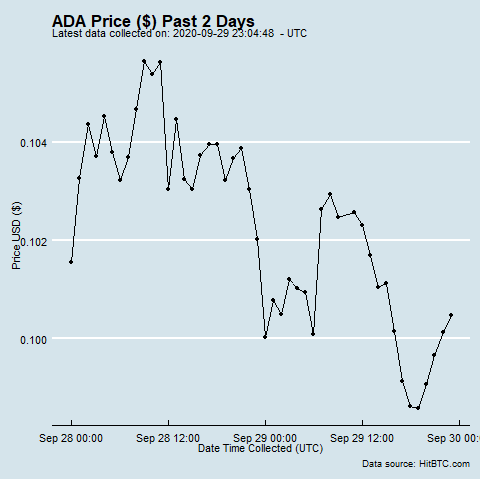 ADA Price ($) Past 2 Days
Latest data collected on: 2020-09-29 23:04:48 - UTC
Price USD ($)
0.104
0.102
0.100
Sep 28 00:00 Sep 28 12:00 Sep 29 00:00 Sep 29 12:00 Sep 30 00:
Date Time Collected (UTC)
Data source: HitBTC.com